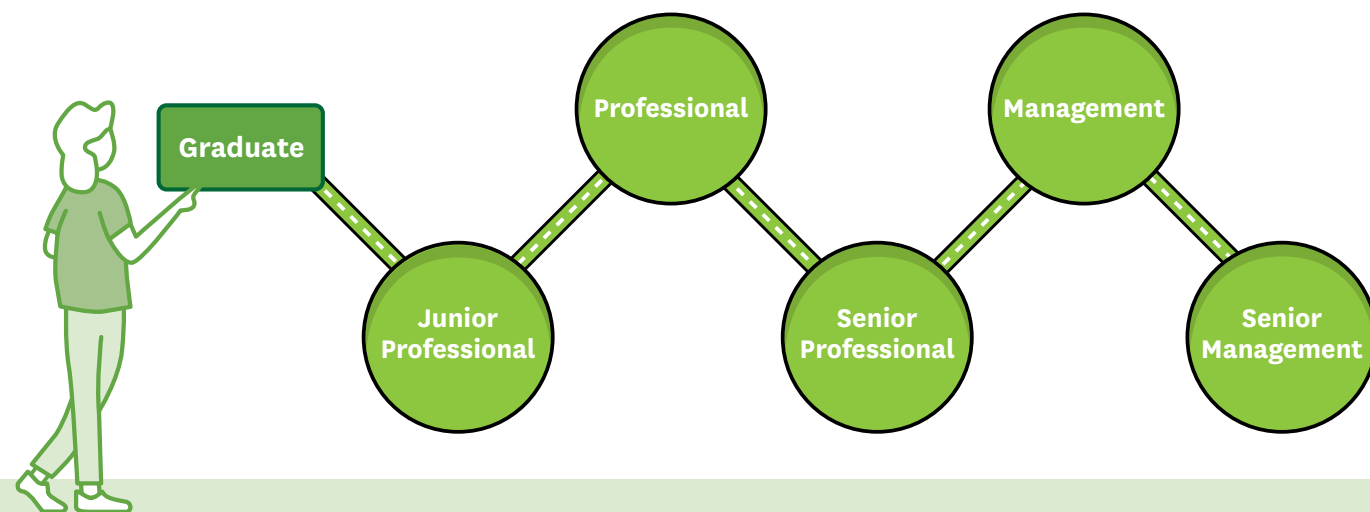 Graduate
Junior
Professional
Professional
Senior
Professional
Management
Senior
Management